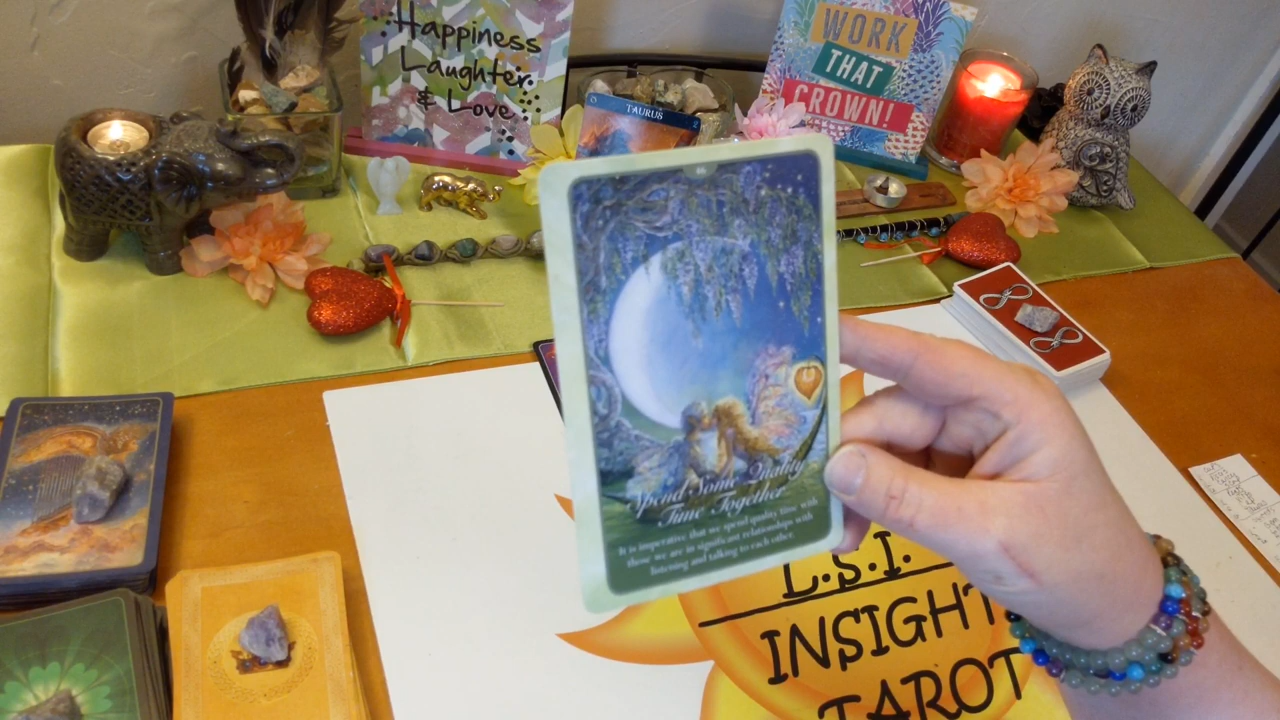 Happiness
Laughter
& Love
WORK
THAT
CROWN!
TAURUS
Spend Some Quality
Time Together
It is imperative that we spend quality time with
those we are in significant relationships with
listening and talking to each other.
L.S.I.
INSIGHT
TAROT